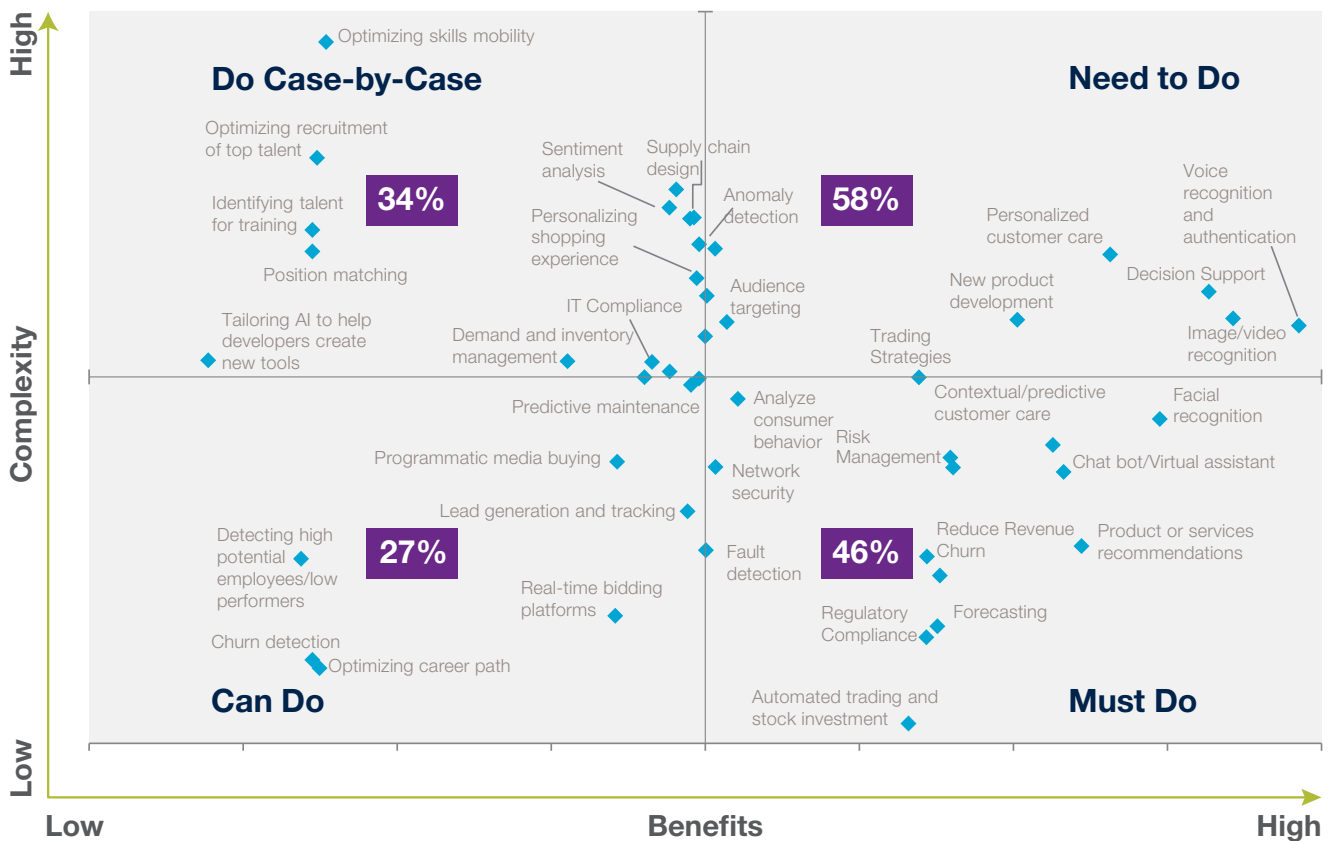 High
Optimizing skills mobility
Do Case-by-Case
Need to Do
Optimizing recruitment
of top talent
Sentiment
analysis
Supply chain
design
Voice
recognition
and
authentication
34%
58%
Identifying talent
for training
Anomaly
detection
Personalizing
shopping
experience
Personalized
customer care
Position matching
Decision Support
New product
development
Audience
targeting
IT Compliance
Tailoring AI to help
developers create
new tools
Demand and inventory
management
Trading
Strategies
Image/video
recognition
Complexity
Predictive maintenance
Analyze
consumer
behavior
Contextual/predictive
customer care
Facial
recognition
Risk
Management
Programmatic media buying
Network
security
Chat bot/Virtual assistant
Lead generation and tracking
Detecting high
potential
employees/low
performers
27%
46%
Fault
detection
Reduce Revenue
Churn
Product or services
recommendations
Real-time bidding
platforms
Regulatory
Compliance
Forecasting
Churn detection
Optimizing career path
Can Do
Automated trading and
stock investment
Must Do
Low
Low
Benefits
High